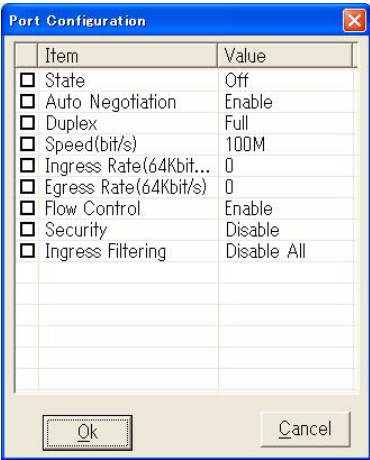 Port Configuration
Item Value
State Off
Auto Negotiation Enable
Duplex Full
Speed(bit/s) 100M
Ingress Rate(64Kbit... 0
Egress Rate(64Kbit/s) 0
Flow Control Enable
Security Disable
Ingress Filtering Disable All
Ok Cancel